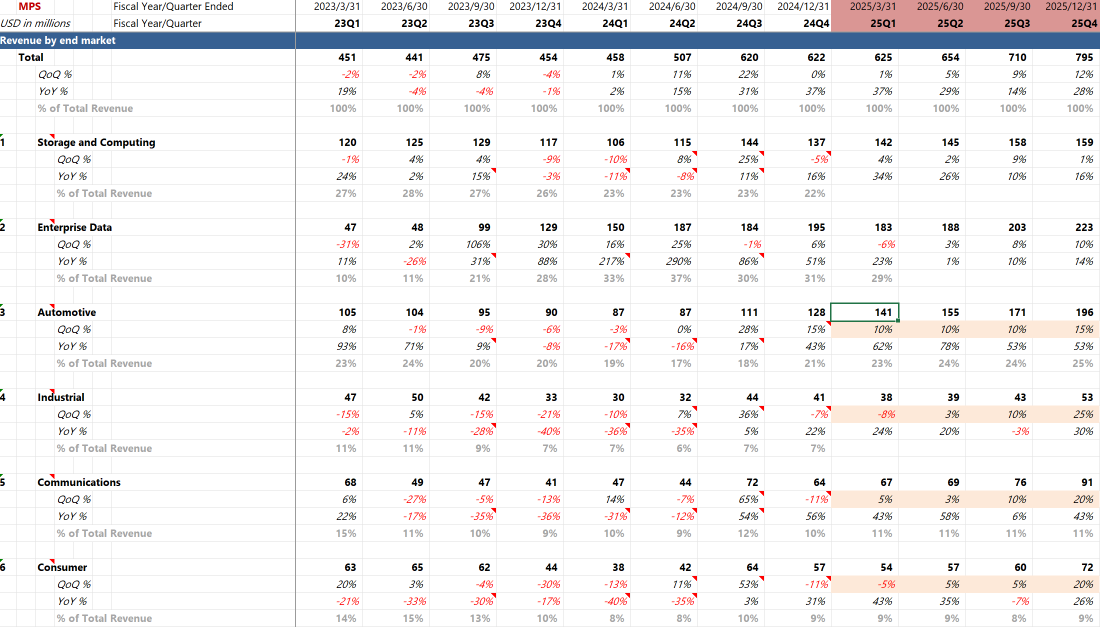 MPS Fiscal Year/Quarter Ended 2023/3/31 2023/6/30 2023/9/30 2023/12/31 2024/3/31 2024/6/30 2024/9/30 2024/12/31 2025/3/31 2025/6/30 2025/9/30 2025/12/31
USD in millions Fiscal Year/Quarter 23Q1 23Q2 23Q3 23Q4 24Q1 24Q2 24Q3 24Q4 25Q1 25Q2 25Q3 25Q4
Revenue by end market
Total 451 441 475 454 458 507 620 622 625 654 710 795
QoQ % -2% -2% 8% -4% 1% 11% 22% 0% 1% 5% 9% 12%
YoY % 19% -4% -4% -1% 2% 15% 31% 37% 37% 29% 14% 28%
% of Total Revenue 100% 100% 100% 100% 100% 100% 100% 100% 100% 100% 100% 100%
1 Storage and Computing 120 125 129 117 106 115 144 137 142 145 158 159
QoQ % -1% 4% 4% -9% -10% 8% 25% -5% 4% 2% 9% 1%
YoY % 24% 2% 15% -3% -11% -8% 11% 16% 34% 26% 10% 16%
% of Total Revenue 27% 28% 27% 26% 23% 23% 23% 22%
2 Enterprise Data 47 48 99 129 150 187 184 195 183 188 203 223
QoQ % -31% 2% 106% 30% 16% 25% -1% 6% -6% 3% 8% 10%
YoY % 11% -26% 31% 88% 217% 290% 86% 51% 23% 1% 10% 14%
% of Total Revenue 10% 11% 21% 28% 33% 37% 30% 31% 29%
3 Automotive 105 104 95 90 87 87 111 128 141 155 171 196
QoQ % 8% -1% -9% -6% -3% 0% 28% 15% 10% 10% 10% 15%
YoY % 93% 71% 9% -8% -17% -16% 17% 43% 62% 78% 53% 53%
% of Total Revenue 23% 24% 20% 20% 19% 17% 18% 21% 23% 24% 24% 25%
4 Industrial 47 50 42 33 30 32 44 41 38 39 43 53
QoQ % -15% 5% -15% -21% -10% 7% 36% -7% -8% 3% 10% 25%
YoY % -2% -11% -28% -40% -36% -35% 5% 22% 24% 20% -3% 30%
% of Total Revenue 11% 11% 9% 7% 7% 6% 7% 7%
5 Communications 68 49 47 41 47 44 72 64 67 69 76 91
QoQ % 6% -27% -5% -13% 14% -7% 65% -11% 5% 3% 10% 20%
YoY % 22% -17% -35% -36% -31% -12% 54% 56% 43% 58% 6% 43%
% of Total Revenue 15% 11% 10% 9% 10% 9% 12% 10% 11% 11% 11% 11%
6 Consumer 63 65 62 44 38 42 64 57 54 57 60 72
QoQ % 20% 3% -4% -30% -13% 11% 53% -11% -5% 5% 5% 20%
YoY % -21% -33% -30% -17% -40% -35% 3% 31% 43% 35% -7% 26%
% of Total Revenue 14% 15% 13% 10% 8% 8% 10% 9% 9% 9% 8% 9%